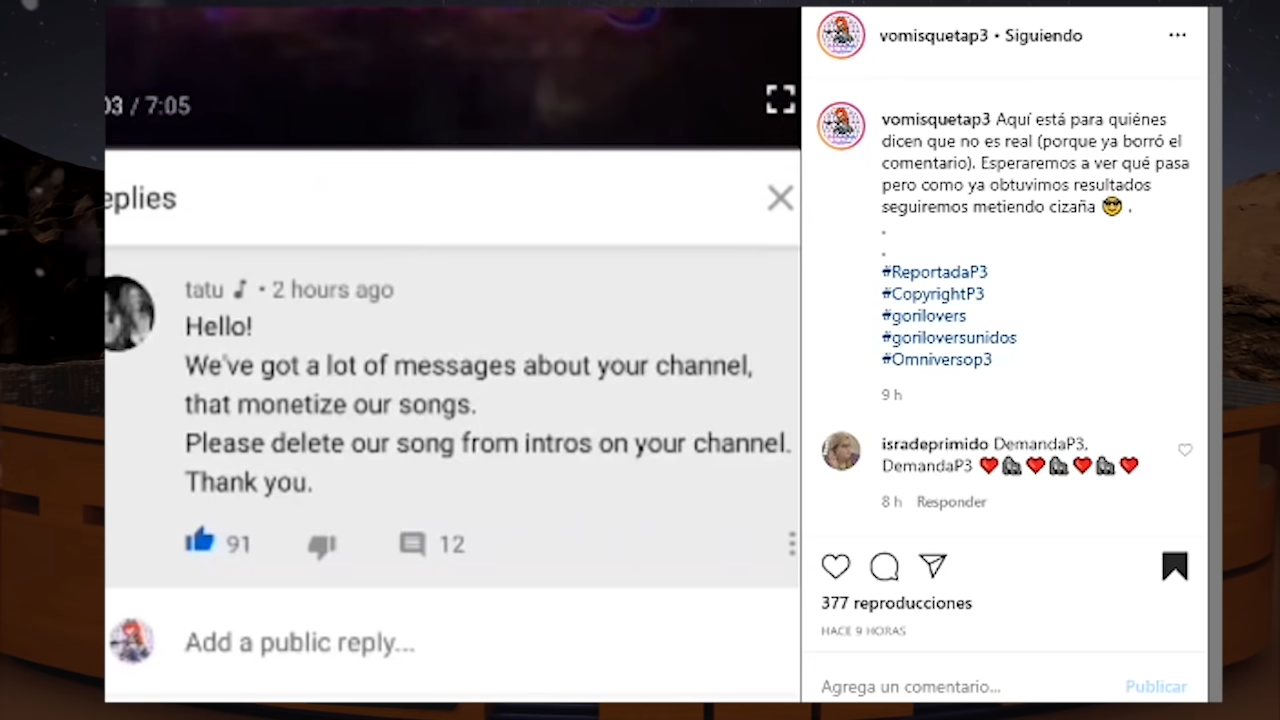 03 / 7:05
eplies
tatu 🎵 • 2 hours ago
Hello!
We've got a lot of messages about your channel,
that monetize our songs.
Please delete our song from intros on your channel.
Thank you.
91
12
Add a public reply...
vomisquetap3 • Siguiendo
vomisquetap3 Aquí está para quiénes
dicen que no es real (porque ya borró el
comentario). Esperaremos a ver qué pasa
pero como ya obtuvimos resultados
seguiremos metiendo cizaña 😎 .
.
.
#ReportadaP3
#CopyrightP3
#gorilovers
#goriloversunidos
#Omniversop3
9 h
isradeprimido DemandaP3,
DemandaP3 ❤️🦍❤️🦍❤️🦍❤️
8 h Responder
377 reproducciones
HACE 9 HORAS
Agrega un comentario... Publicar